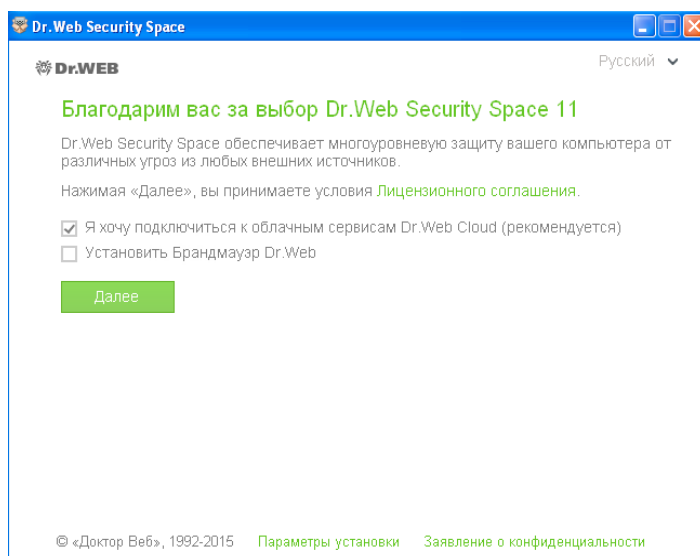 Dr.Web Security Space
Dr.WEB
Русский
Благодарим вас за выбор Dr.Web Security Space 11
Dr.Web Security Space обеспечивает многоуровневую защиту вашего компьютера от
различных угроз из любых внешних источников.
Нажимая «Далее», вы принимаете условия Лицензионного соглашения.
Я хочу подключиться к облачным сервисам Dr.Web Cloud (рекомендуется)
Установить Брандмауэр Dr.Web
Далее
© «Доктор Веб», 1992-2015 Параметры установки Заявление о конфиденциальности